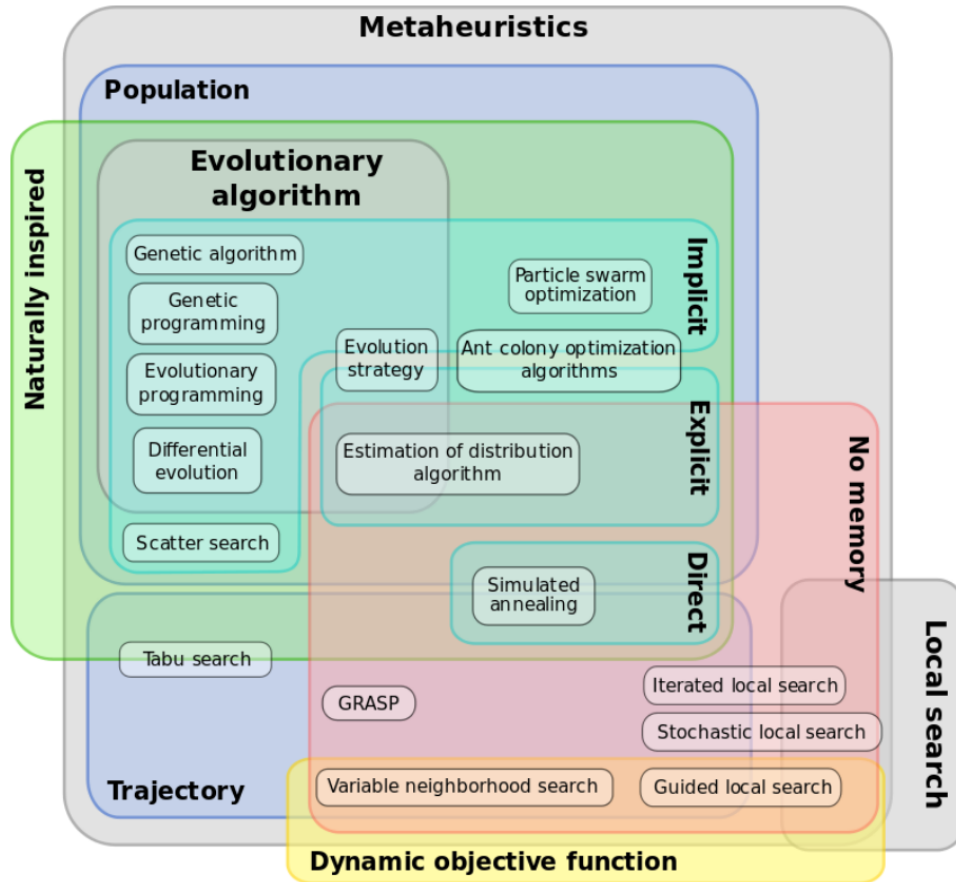 Metaheuristics
Population
Naturally inspired
Evolutionary
algorithm
Implicit
Genetic algorithm
Particle swarm
optimization
Genetic
programming
Evolution
strategy
Ant colony optimization
algorithms
Evolutionary
programming
Explicit
No memory
Differential
evolution
Estimation of distribution
algorithm
Scatter search
Direct
Simulated
annealing
Local search
Tabu search
Iterated local search
GRASP
Stochastic local search
Trajectory
Variable neighborhood search
Guided local search
Dynamic objective function